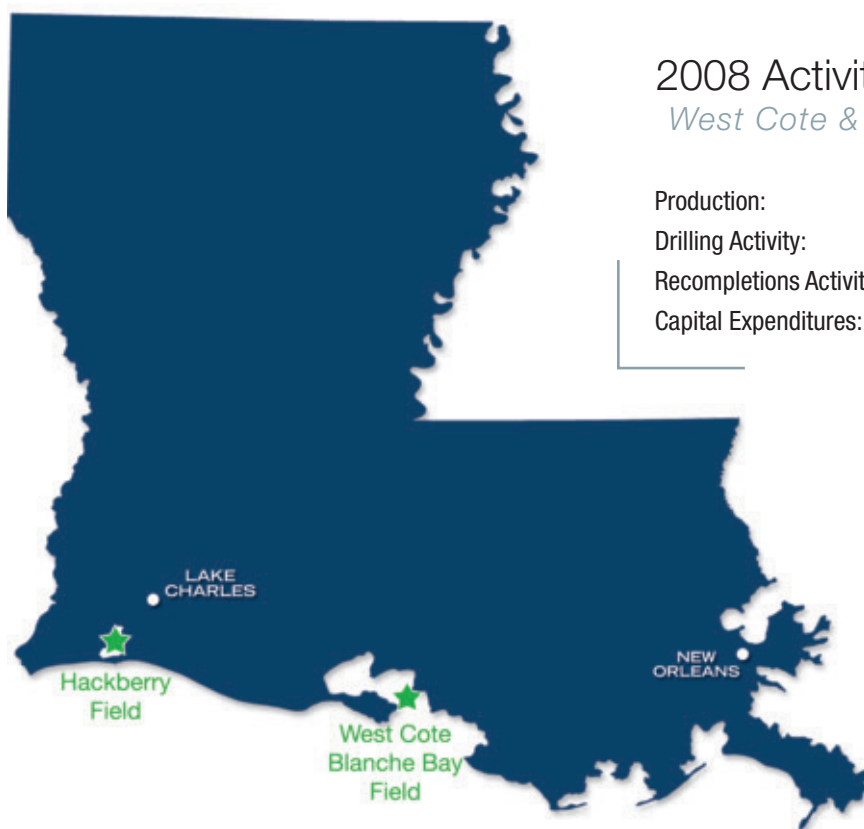 2008 Activit
West Cote &
Production:
Drilling Activity:
Recompletions Activit
Capital Expenditures:
LAKE
CHARLES
Hackberry
Field
NEW
ORLEANS
West Cote
Blanche Bay
Field